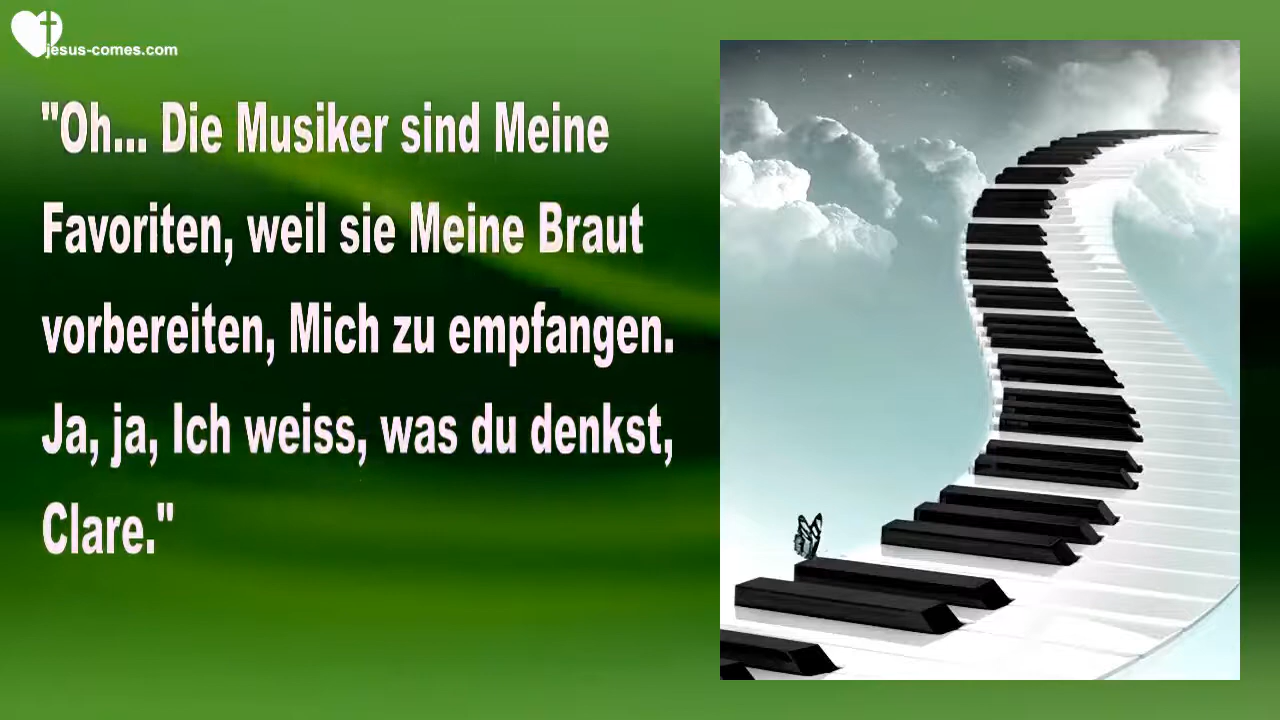 jesus-comes.com
"Oh... Die Musiker sind Meine
Favoriten, weil sie Meine Braut
vorbereiten, Mich zu empfangen.
Ja, ja, Ich weiss, was du denkst,
Clare."